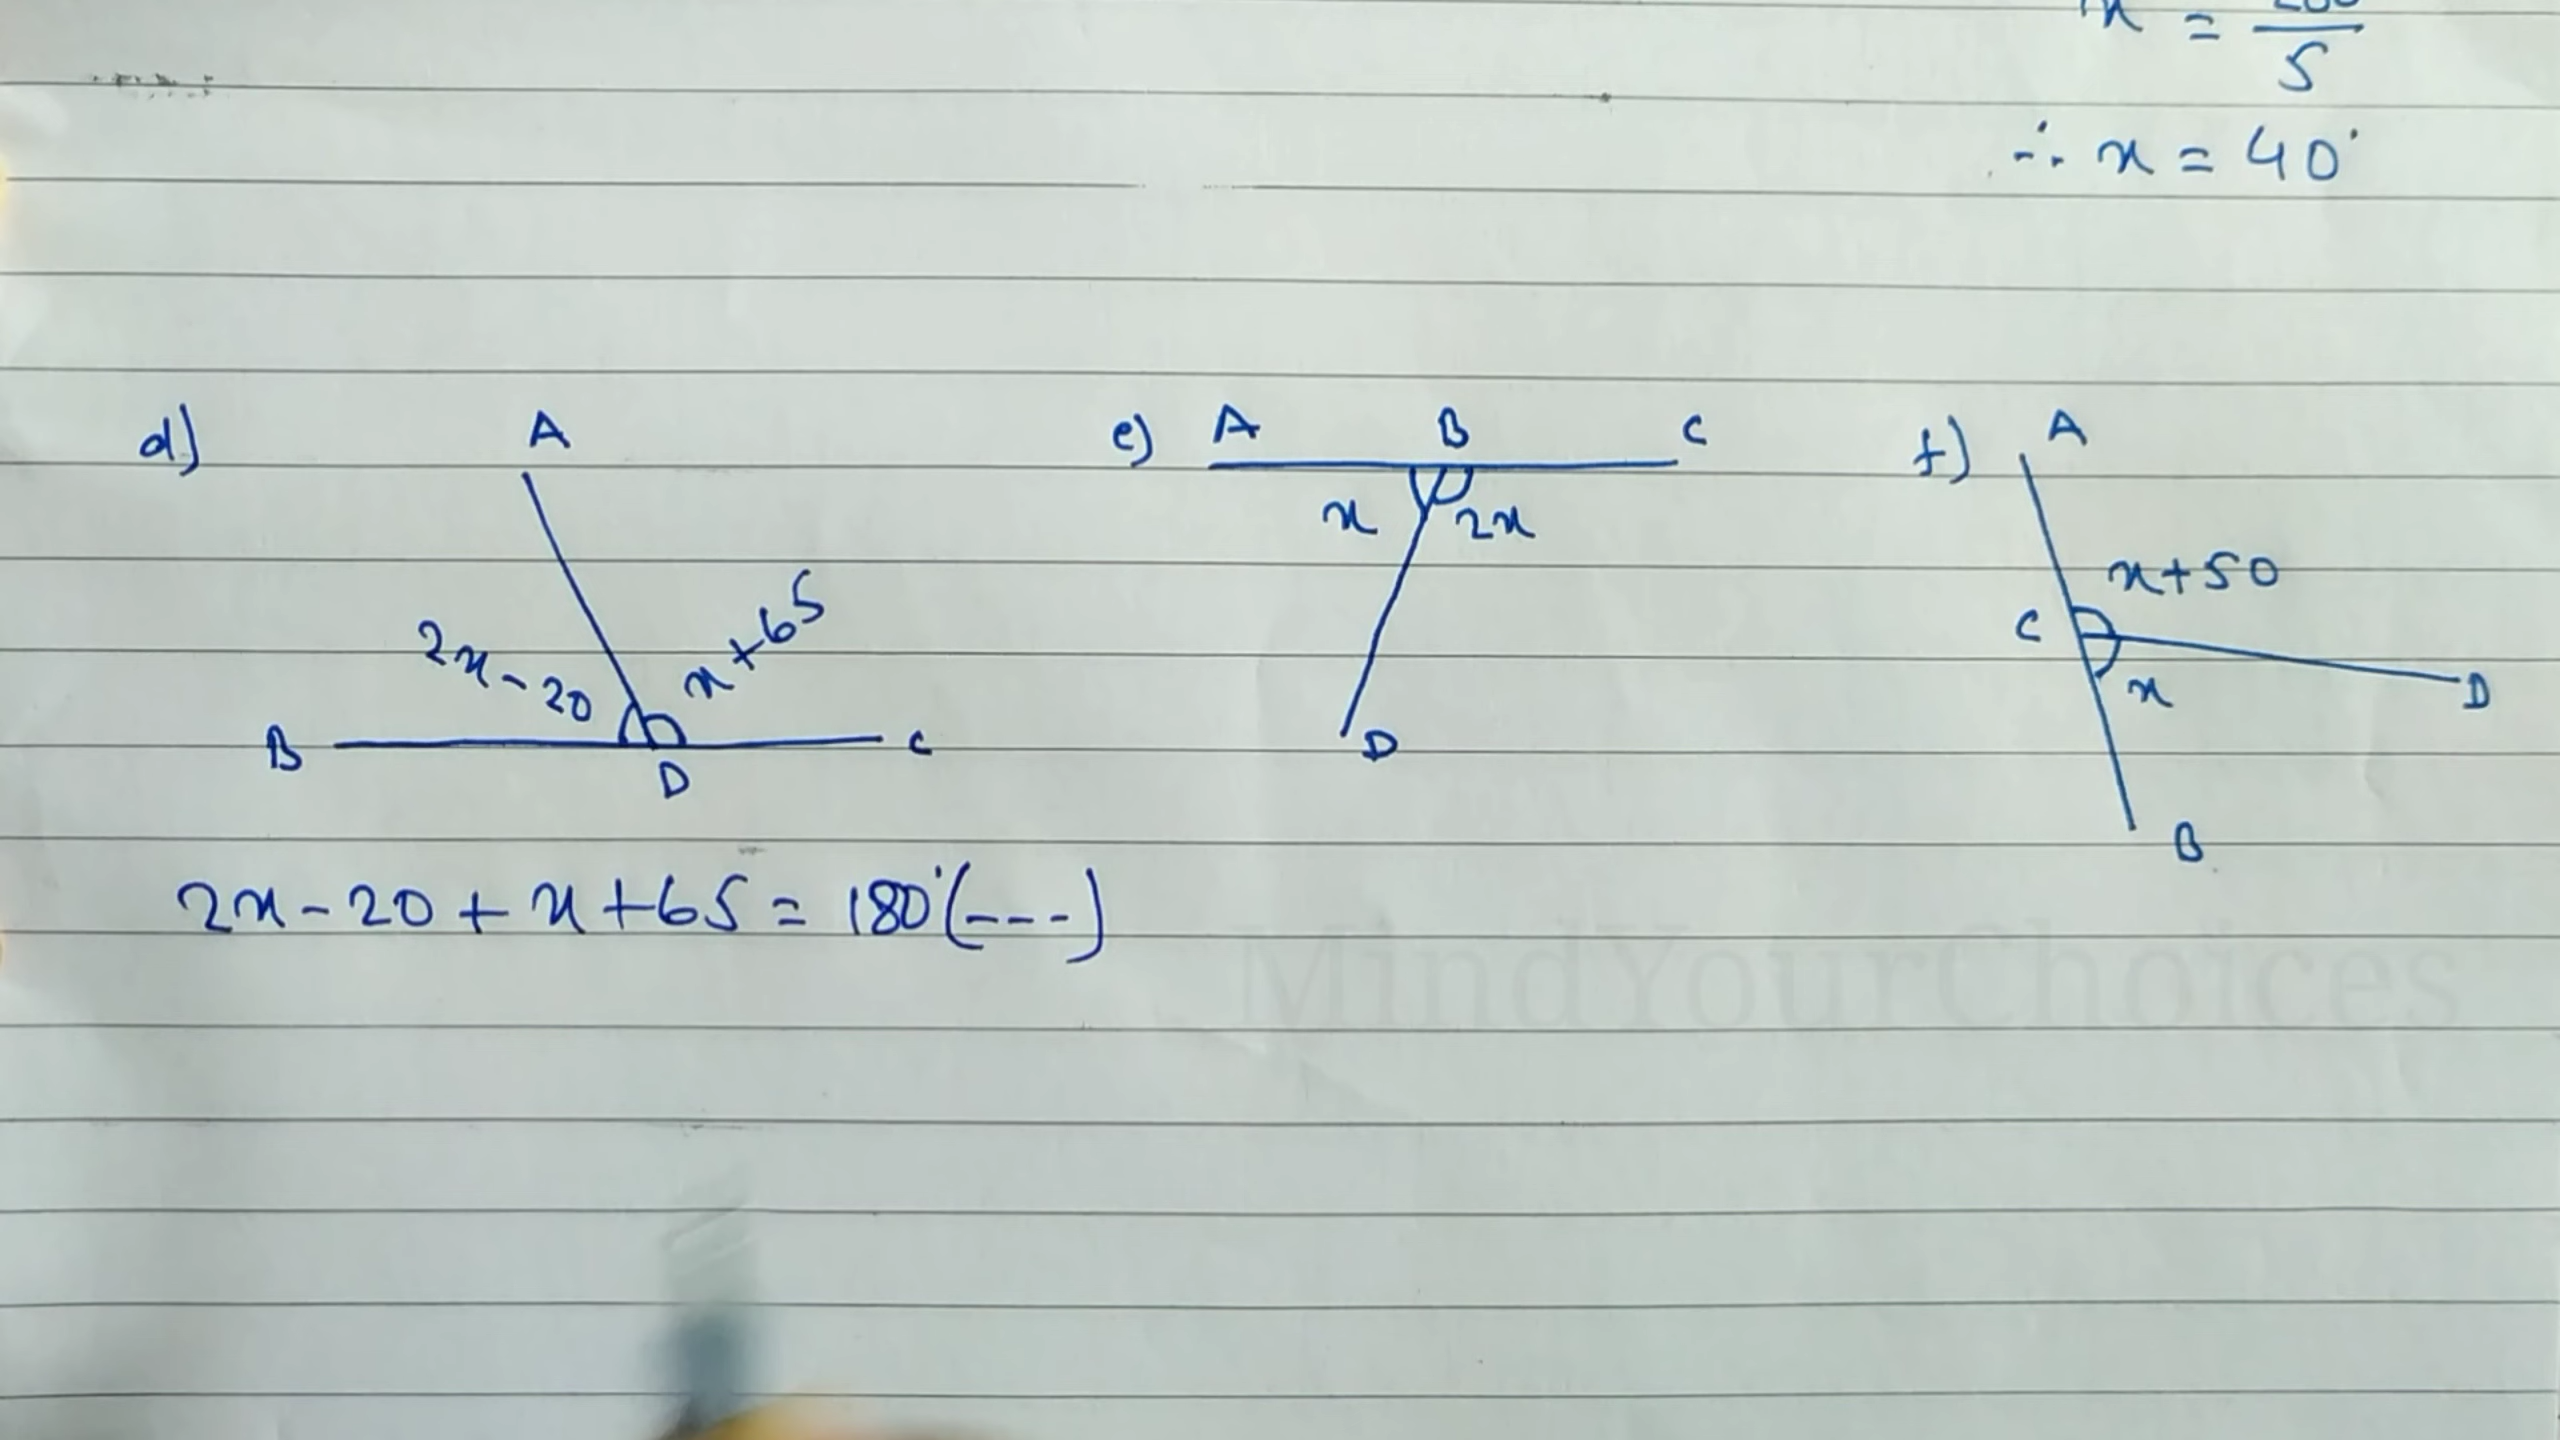 x = 200/5
∴ x = 40°
d) A
2x - 20
x + 65
B D C
e) A B C
x 2x
D
f) A
x + 50
C
x
D
B
2x - 20 + x + 65 = 180° (---)
MindYourChoices